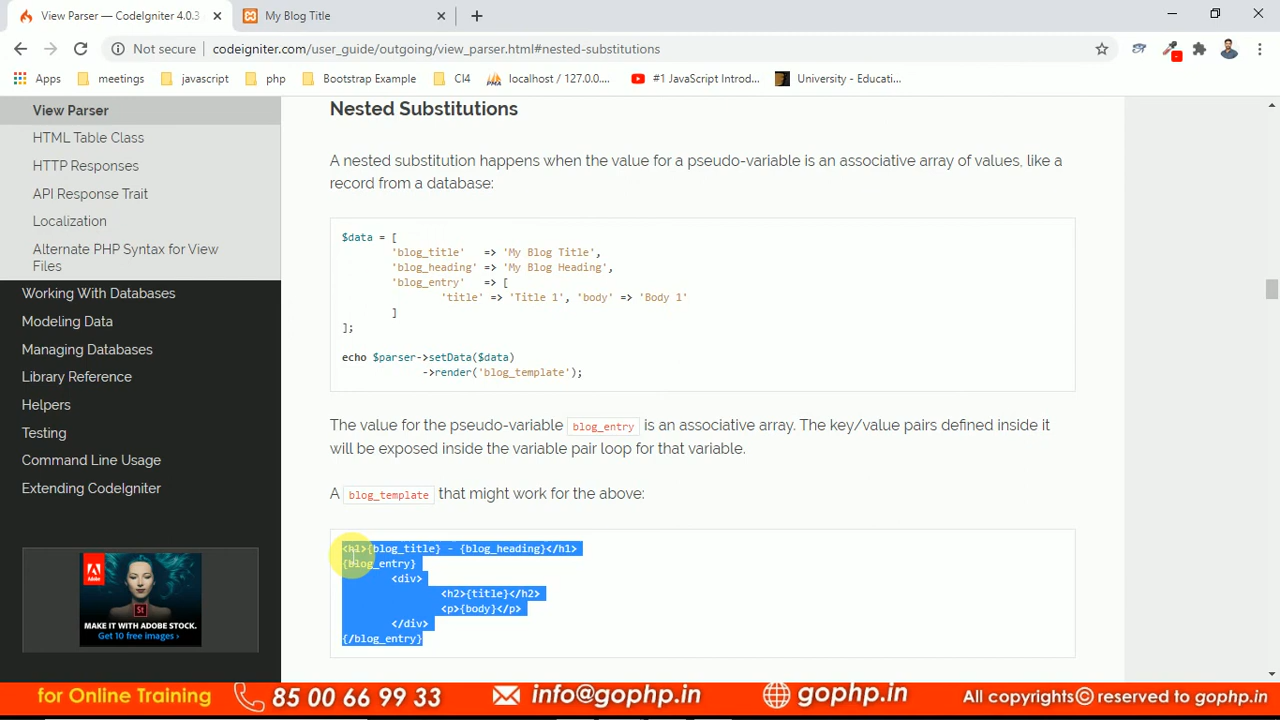 View Parser — CodeIgniter 4.0.3
My Blog Title
Not secure
codeigniter.com/user_guide/outgoing/view_parser.html#nested-substitutions
Apps
meetings
javascript
php
Bootstrap Example
CI4
localhost / 127.0.0....
#1 JavaScript Introd...
University - Educati...
View Parser
HTML Table Class
HTTP Responses
API Response Trait
Localization
Alternate PHP Syntax for View
Files
Working With Databases
Modeling Data
Managing Databases
Library Reference
Helpers
Testing
Command Line Usage
Extending CodeIgniter
Adobe
St
MAKE IT WITH ADOBE STOCK.
Get 10 free images ›
Nested Substitutions
A nested substitution happens when the value for a pseudo-variable is an associative array of values, like a
record from a database:
$data = [
'blog_title' => 'My Blog Title',
'blog_heading' => 'My Blog Heading',
'blog_entry' => [
'title' => 'Title 1', 'body' => 'Body 1'
]
];
echo $parser->setData($data)
->render('blog_template');
The value for the pseudo-variable blog_entry is an associative array. The key/value pairs defined inside it
will be exposed inside the variable pair loop for that variable.
A blog_template that might work for the above:
<h1>{blog_title} - {blog_heading}</h1>
{blog_entry}
<div>
<h2>{title}</h2>
<p>{body}</p>
</div>
{/blog_entry}
for Online Training
85 00 66 99 33
info@gophp.in
gophp.in
All copyrights© reserved to gophp.in